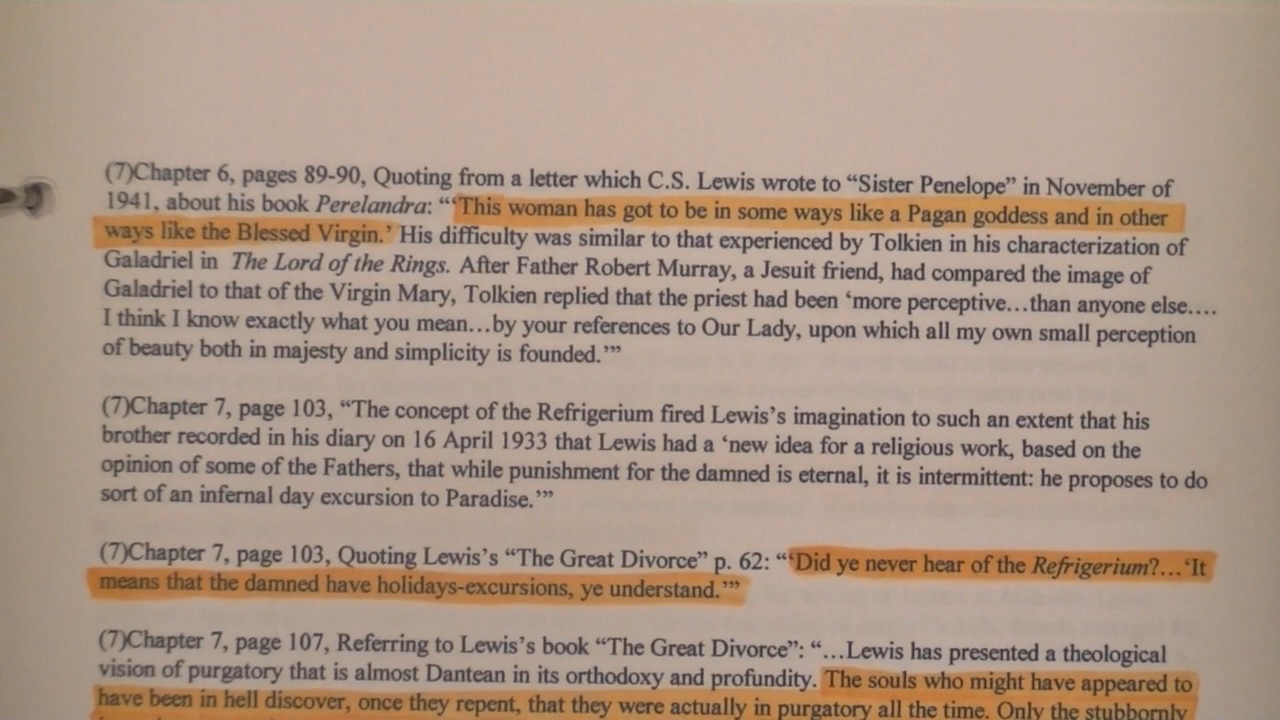 (7)Chapter 6, pages 89-90, Quoting from a letter which C.S. Lewis wrote to “Sister Penelope” in November of
1941, about his book Perelandra: “‘This woman has got to be in some ways like a Pagan goddess and in other
ways like the Blessed Virgin.’ His difficulty was similar to that experienced by Tolkien in his characterization of
Galadriel in The Lord of the Rings. After Father Robert Murray, a Jesuit friend, had compared the image of
Galadriel to that of the Virgin Mary, Tolkien replied that the priest had been ‘more perceptive…than anyone else….
I think I know exactly what you mean…by your references to Our Lady, upon which all my own small perception
of beauty both in majesty and simplicity is founded.’”
(7)Chapter 7, page 103, “The concept of the Refrigerium fired Lewis’s imagination to such an extent that his
brother recorded in his diary on 16 April 1933 that Lewis had a ‘new idea for a religious work, based on the
opinion of some of the Fathers, that while punishment for the damned is eternal, it is intermittent: he proposes to do
sort of an infernal day excursion to Paradise.’”
(7)Chapter 7, page 103, Quoting Lewis’s “The Great Divorce” p. 62: “‘Did ye never hear of the Refrigerium?…‘It
means that the damned have holidays-excursions, ye understand.’”
(7)Chapter 7, page 107, Referring to Lewis’s book “The Great Divorce”: “…Lewis has presented a theological
vision of purgatory that is almost Dantean in its orthodoxy and profundity. The souls who might have appeared to
have been in hell discover, once they repent, that they were actually in purgatory all the time. Only the stubbornly